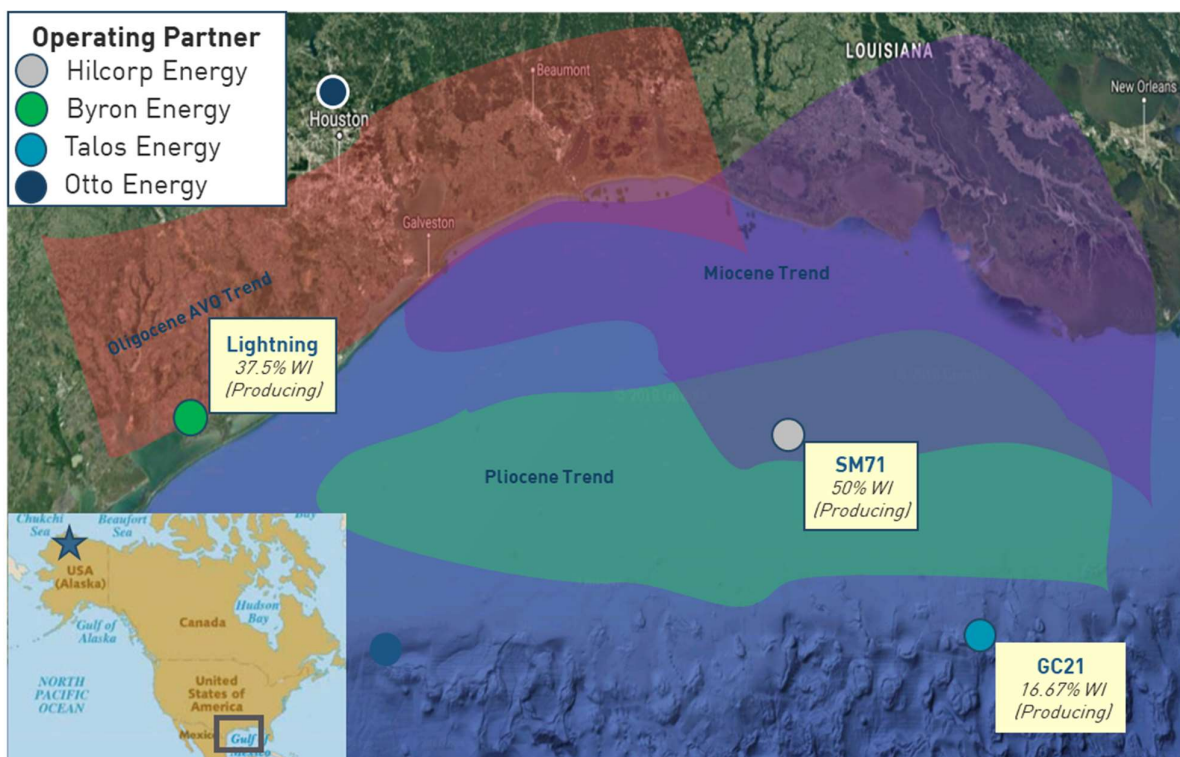 Operating Partner
Hilcorp Energy
Byron Energy
Talos Energy
Otto Energy
LOUISIANA
Beaumont
New Orleans
Houston
Galveston
Miocene Trend
Oligocene AVO Trend
Lightning
37.5% WI
(Producing)
SM71
50% WI
(Producing)
Pliocene Trend
GC21
16.67% WI
(Producing)
Chukchi
Sea
Beaufort
Sea
Bay
USA
(Alaska)
Gulf of
Alaska
Hudson
Bay
Canada
NORTH
PACIFIC
OCEAN
United
States of
America
Mexico
Gulf of
Mexico